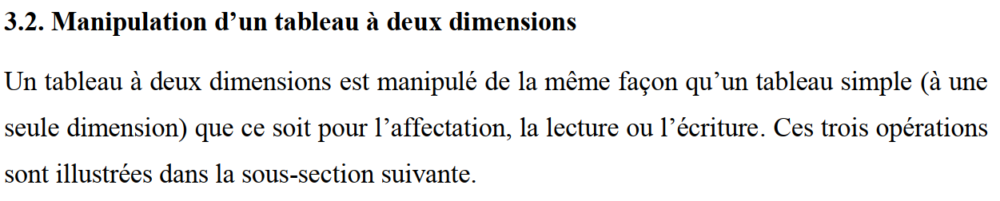 3.2. Manipulation d’un tableau à deux dimensions
Un tableau à deux dimensions est manipulé de la même façon qu’un tableau simple (à une
seule dimension) que ce soit pour l’affectation, la lecture ou l’écriture. Ces trois opérations
sont illustrées dans la sous-section suivante.